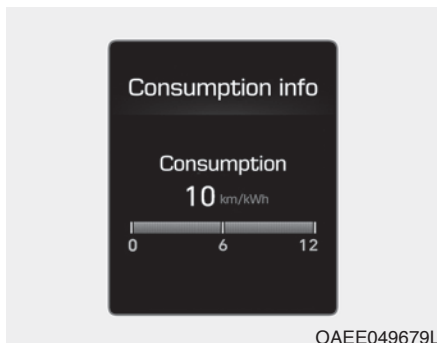 Consumption info
Consumption
10 km/kWh
0 6 12
OAEE049679L